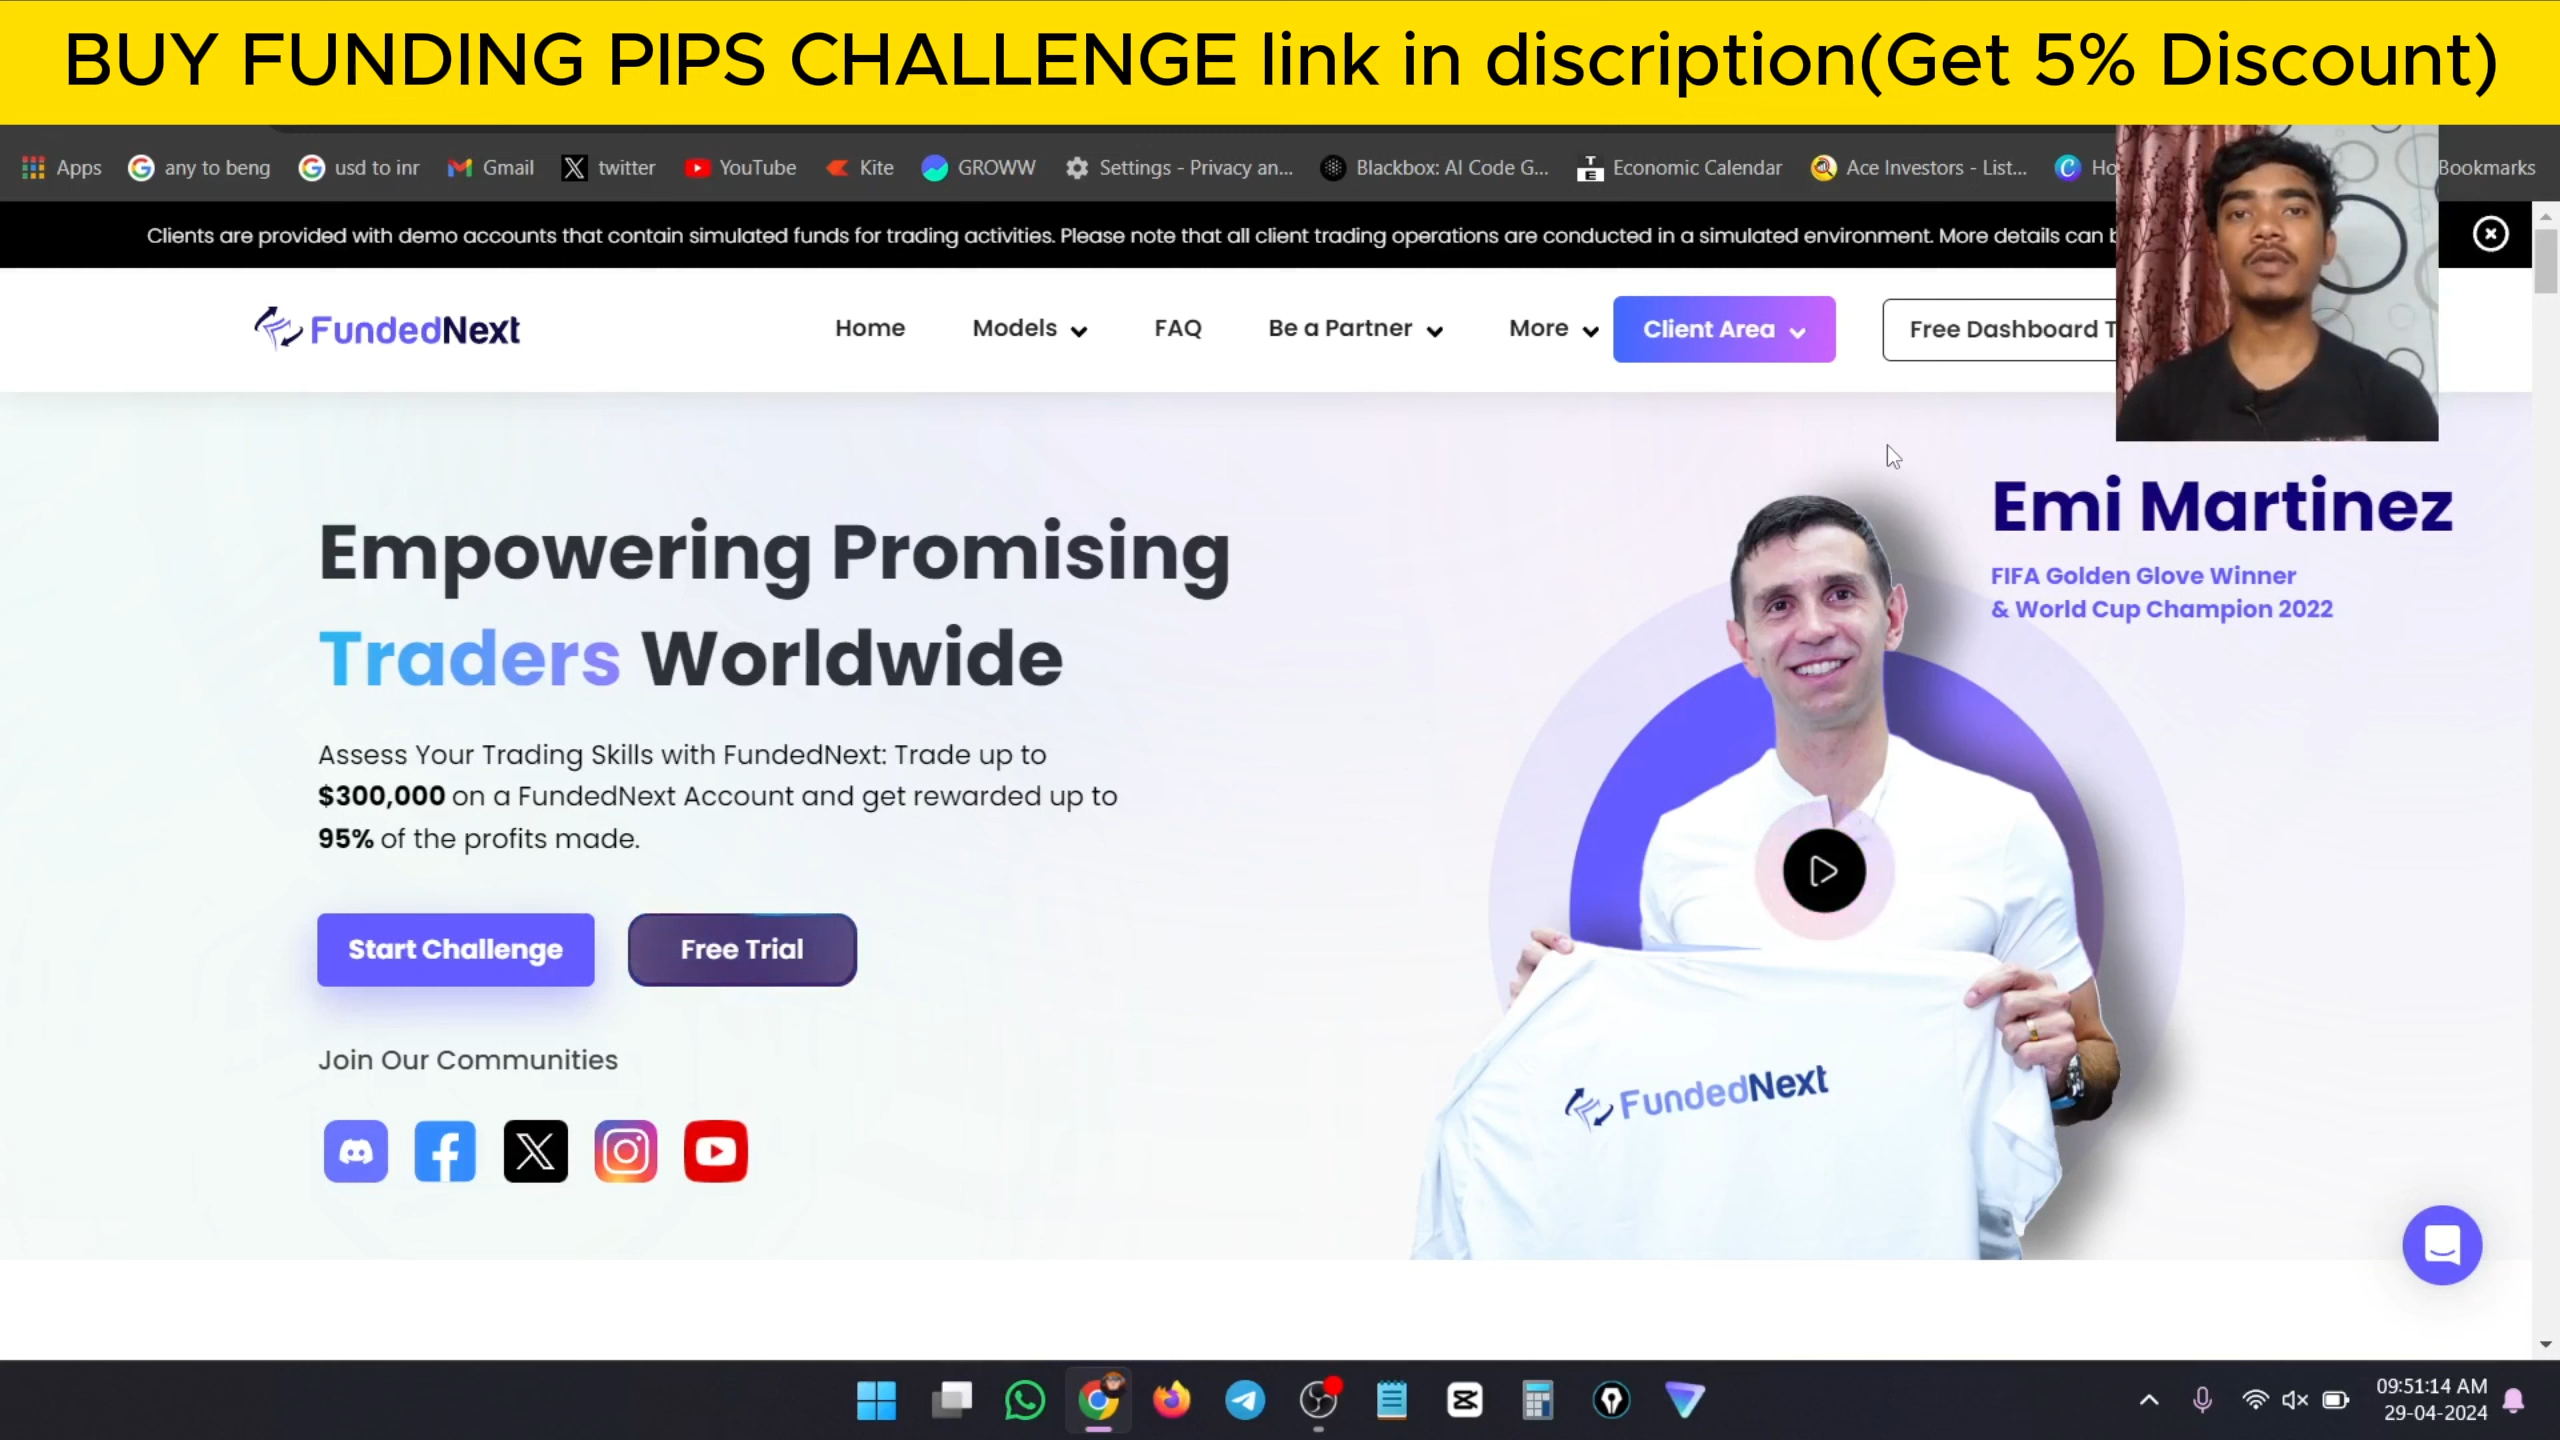 BUY FUNDING PIPS CHALLENGE link in discription(Get 5% Discount)
Apps any to beng usd to inr Gmail twitter YouTube Kite GROWW Settings - Privacy an... Blackbox: AI Code G... Economic Calendar Ace Investors - List... Ho Bookmarks
Clients are provided with demo accounts that contain simulated funds for trading activities. Please note that all client trading operations are conducted in a simulated environment. More details can
FundedNext Home Models FAQ Be a Partner More Client Area Free Dashboard T
Emi Martinez
FIFA Golden Glove Winner
& World Cup Champion 2022
Empowering Promising
Traders Worldwide
Assess Your Trading Skills with FundedNext: Trade up to
$300,000 on a FundedNext Account and get rewarded up to
95% of the profits made.
Start Challenge Free Trial
Join Our Communities
FundedNext
09:51:14 AM
29-04-2024